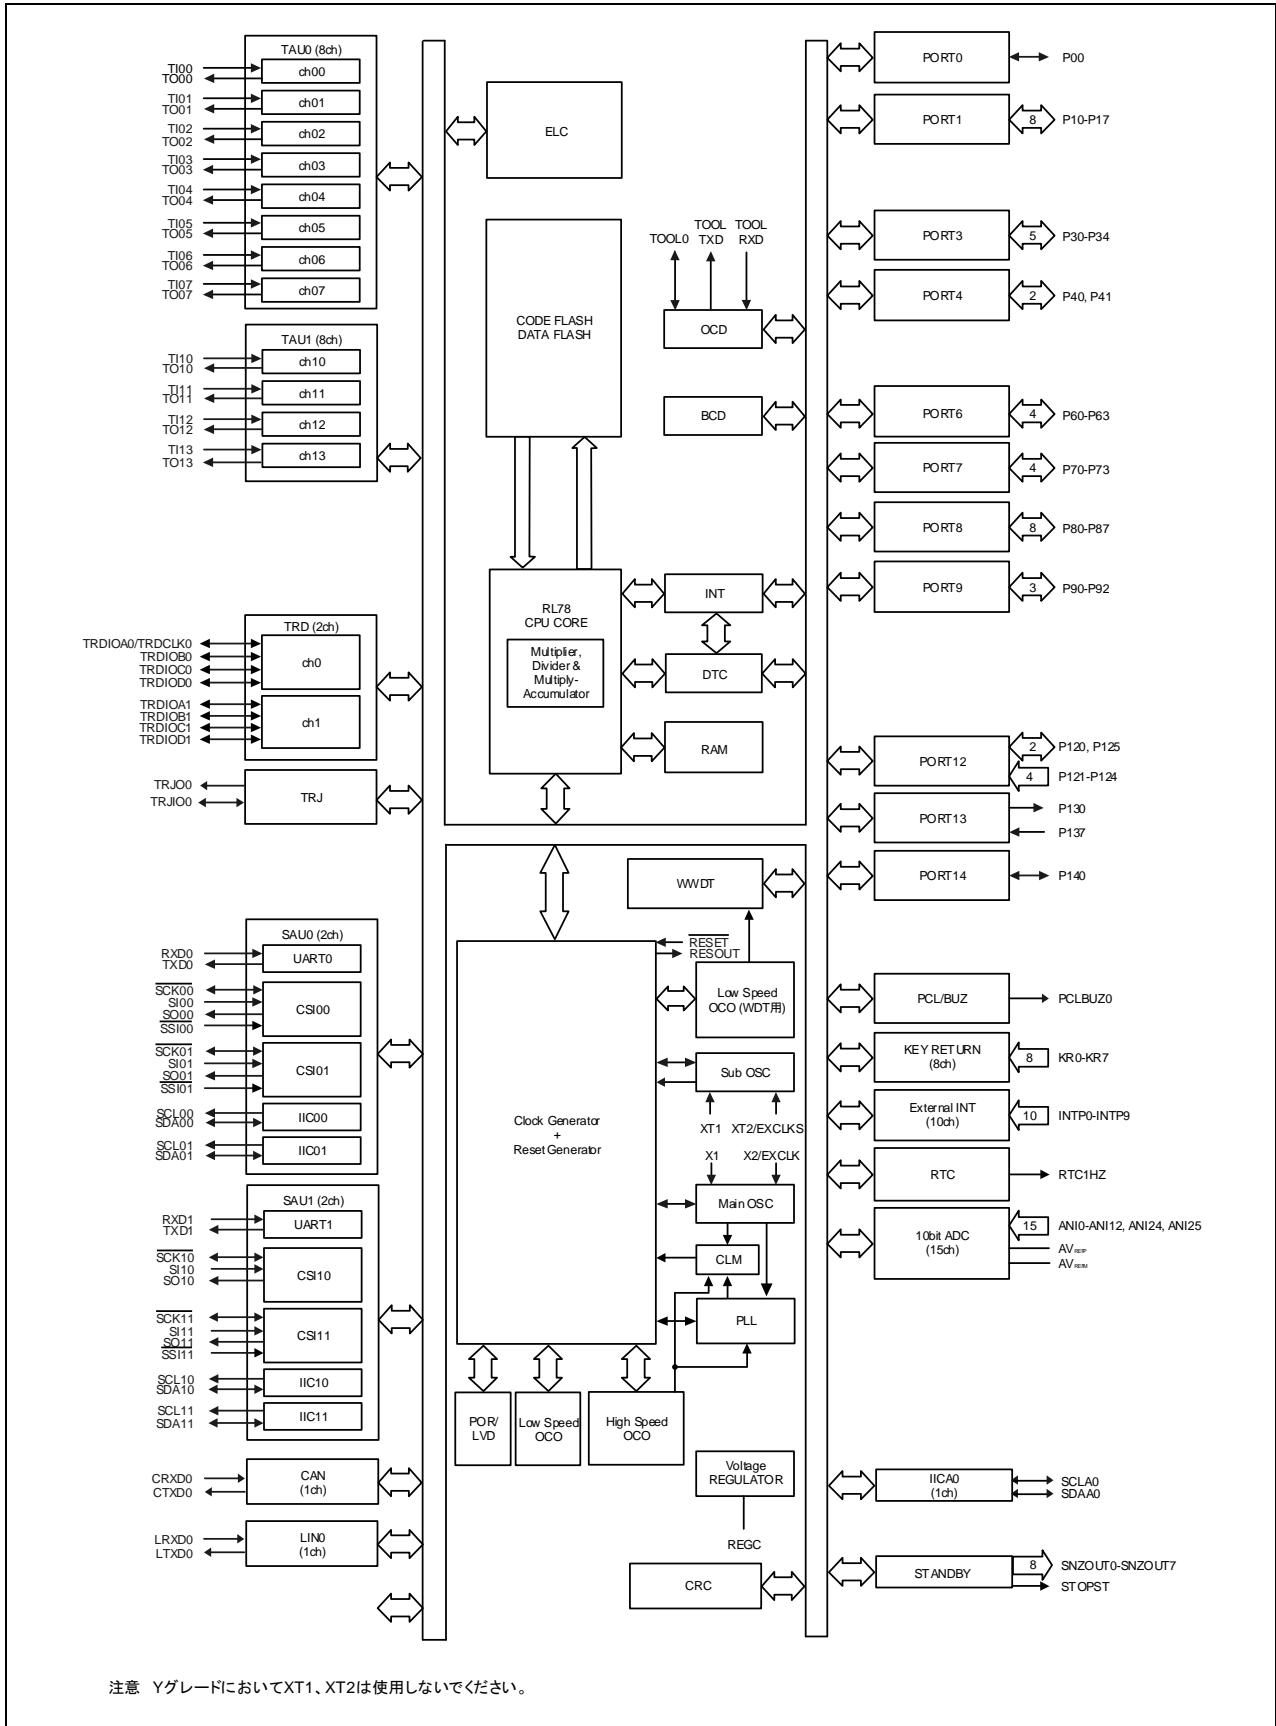 TAU0 (8ch)
TI00
TO00
ch00
TI01
TO01
ch01
TI02
TO02
ch02
TI03
TO03
ch03
TI04
TO04
ch04
TI05
TO05
ch05
TI06
TO06
ch06
TI07
TO07
ch07
TAU1 (8ch)
TI10
TO10
ch10
TI11
TO11
ch11
TI12
TO12
ch12
TI13
TO13
ch13
TRD (2ch)
TRDIOA0/TRDCLK0
TRDIOB0
TRDIOC0
TRDIOD0
ch0
TRDIOA1
TRDIOB1
TRDIOC1
TRDIOD1
ch1
TRJO0
TRJIO0
TRJ
SAU0 (2ch)
RXD0
TXD0
UART0
SCK00
SI00
SO00
SSI00
CSI00
SCK01
SI01
SO01
SSI01
CSI01
SCL00
SDA00
IIC00
SCL01
SDA01
IIC01
SAU1 (2ch)
RXD1
TXD1
UART1
SCK10
SI10
SO10
CSI10
SCK11
SI11
SO11
SSI11
CSI11
SCL10
SDA10
IIC10
SCL11
SDA11
IIC11
CRXD0
CTXD0
CAN
(1ch)
LRXD0
LTXD0
LIN0
(1ch)
ELC
CODE FLASH
DATA FLASH
TOOL0
TOOL
TXD
TOOL
RXD
OCD
BCD
RL78
CPU CORE
Multiplier,
Divider &
Multiply-
Accumulator
INT
DTC
RAM
WWDT
RESET
RESOUT
Low Speed
OCO (WDT用)
Sub OSC
XT1
XT2/EXCLKS
X1
X2/EXCLK
Main OSC
CLM
PLL
Clock Generator
+
Reset Generator
POR/
LVD
Low Speed
OCO
High Speed
OCO
Voltage
REGULATOR
REGC
CRC
PORT0
P00
PORT1
8
P10-P17
PORT3
5
P30-P34
PORT4
2
P40, P41
PORT6
4
P60-P63
PORT7
4
P70-P73
PORT8
8
P80-P87
PORT9
3
P90-P92
PORT12
2
P120, P125
4
P121-P124
PORT13
P130
P137
PORT14
P140
PCL/BUZ
PCLBUZ0
KEY RETURN
(8ch)
8
KR0-KR7
External INT
(10ch)
10
INTP0-INTP9
RTC
RTC1HZ
10bit ADC
(15ch)
15
ANI0-ANI12, ANI24, ANI25
AVREFP
AVREFM
IICA0
(1ch)
SCLA0
SDAA0
STANDBY
8
SNZOUT0-SNZOUT7
STOPST
注意 YグレードにおいてXT1、XT2は使用しないでください。